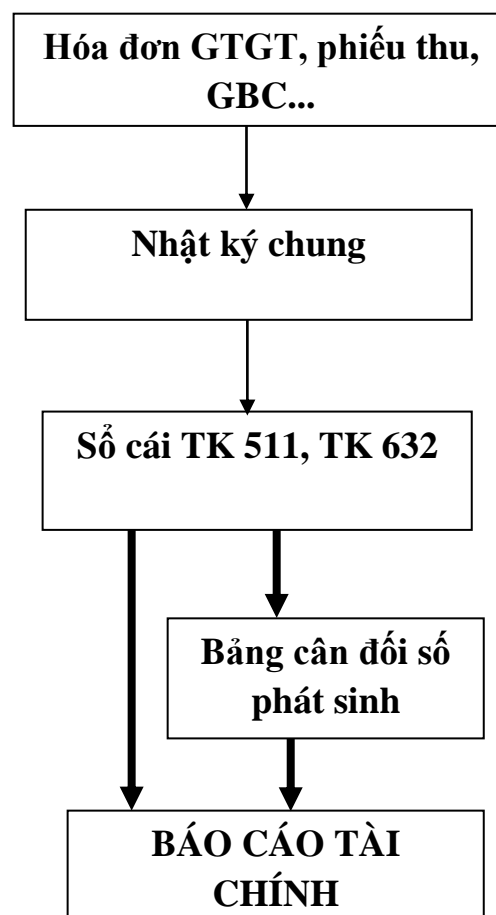 Hóa đơn GTGT, phiếu thu,
GBC...
Nhật ký chung
Sổ cái TK 511, TK 632
Bảng cân đối số
phát sinh
BÁO CÁO TÀI
CHÍNH